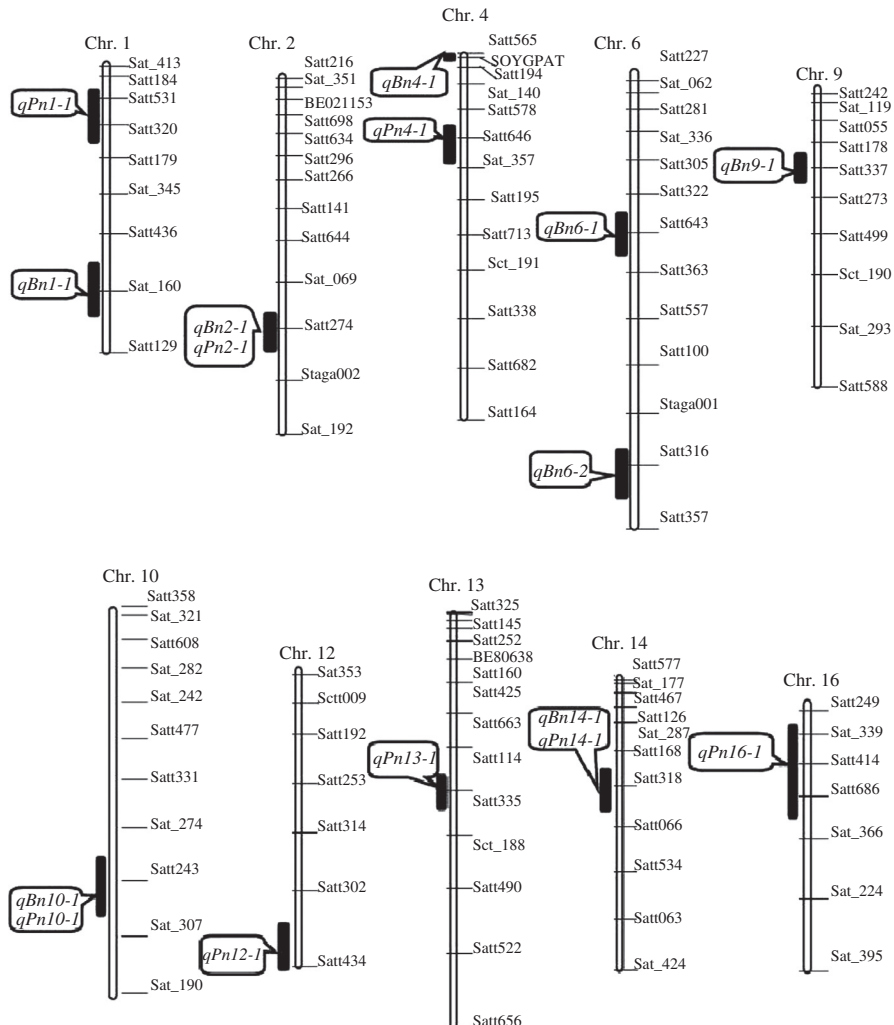 Chr. 1
Sat_413
Satt184
Satt531
Satt320
Satt179
Sat_345
Satt436
Sat_160
Satt129
qPn1-1
qBn1-1
Chr. 2
Satt216
Sat_351
BE021153
Satt698
Satt634
Satt296
Satt266
Satt141
Satt644
Sat_069
Satt274
Staga002
Sat_192
qBn2-1
qPn2-1
Chr. 4
Satt565
SOYGPAT
Satt194
Sat_140
Satt578
Satt646
Sat_357
Satt195
Satt713
Sct_191
Satt338
Satt682
Satt164
qBn4-1
qPn4-1
Chr. 6
Satt227
Sat_062
Satt281
Sat_336
Satt305
Satt322
Satt643
Satt363
Satt557
Satt100
Staga001
Satt316
Satt357
qBn6-1
qBn6-2
Chr. 9
Satt242
Sat_119
Satt055
Satt178
Satt337
Satt273
Satt499
Sct_190
Sat_293
Satt588
qBn9-1
Chr. 10
Satt358
Sat_321
Satt608
Sat_282
Sat_242
Satt477
Satt331
Sat_274
Satt243
Sat_307
Sat_190
qBn10-1
qPn10-1
Chr. 12
Sat353
Sctt009
Satt192
Satt253
Satt314
Satt302
Satt434
qPn12-1
Chr. 13
Satt325
Satt145
Satt252
BE80638
Satt160
Satt425
Satt663
Satt114
Satt335
Sct_188
Satt490
Satt522
Satt656
qPn13-1
Chr. 14
Satt577
Sat_177
Satt467
Satt126
Sat_287
Satt168
Satt318
Satt066
Satt534
Satt063
Sat_424
qBn14-1
qPn14-1
Chr. 16
Satt249
Sat_339
Satt414
Satt686
Sat_366
Sat_224
Sat_395
qPn16-1